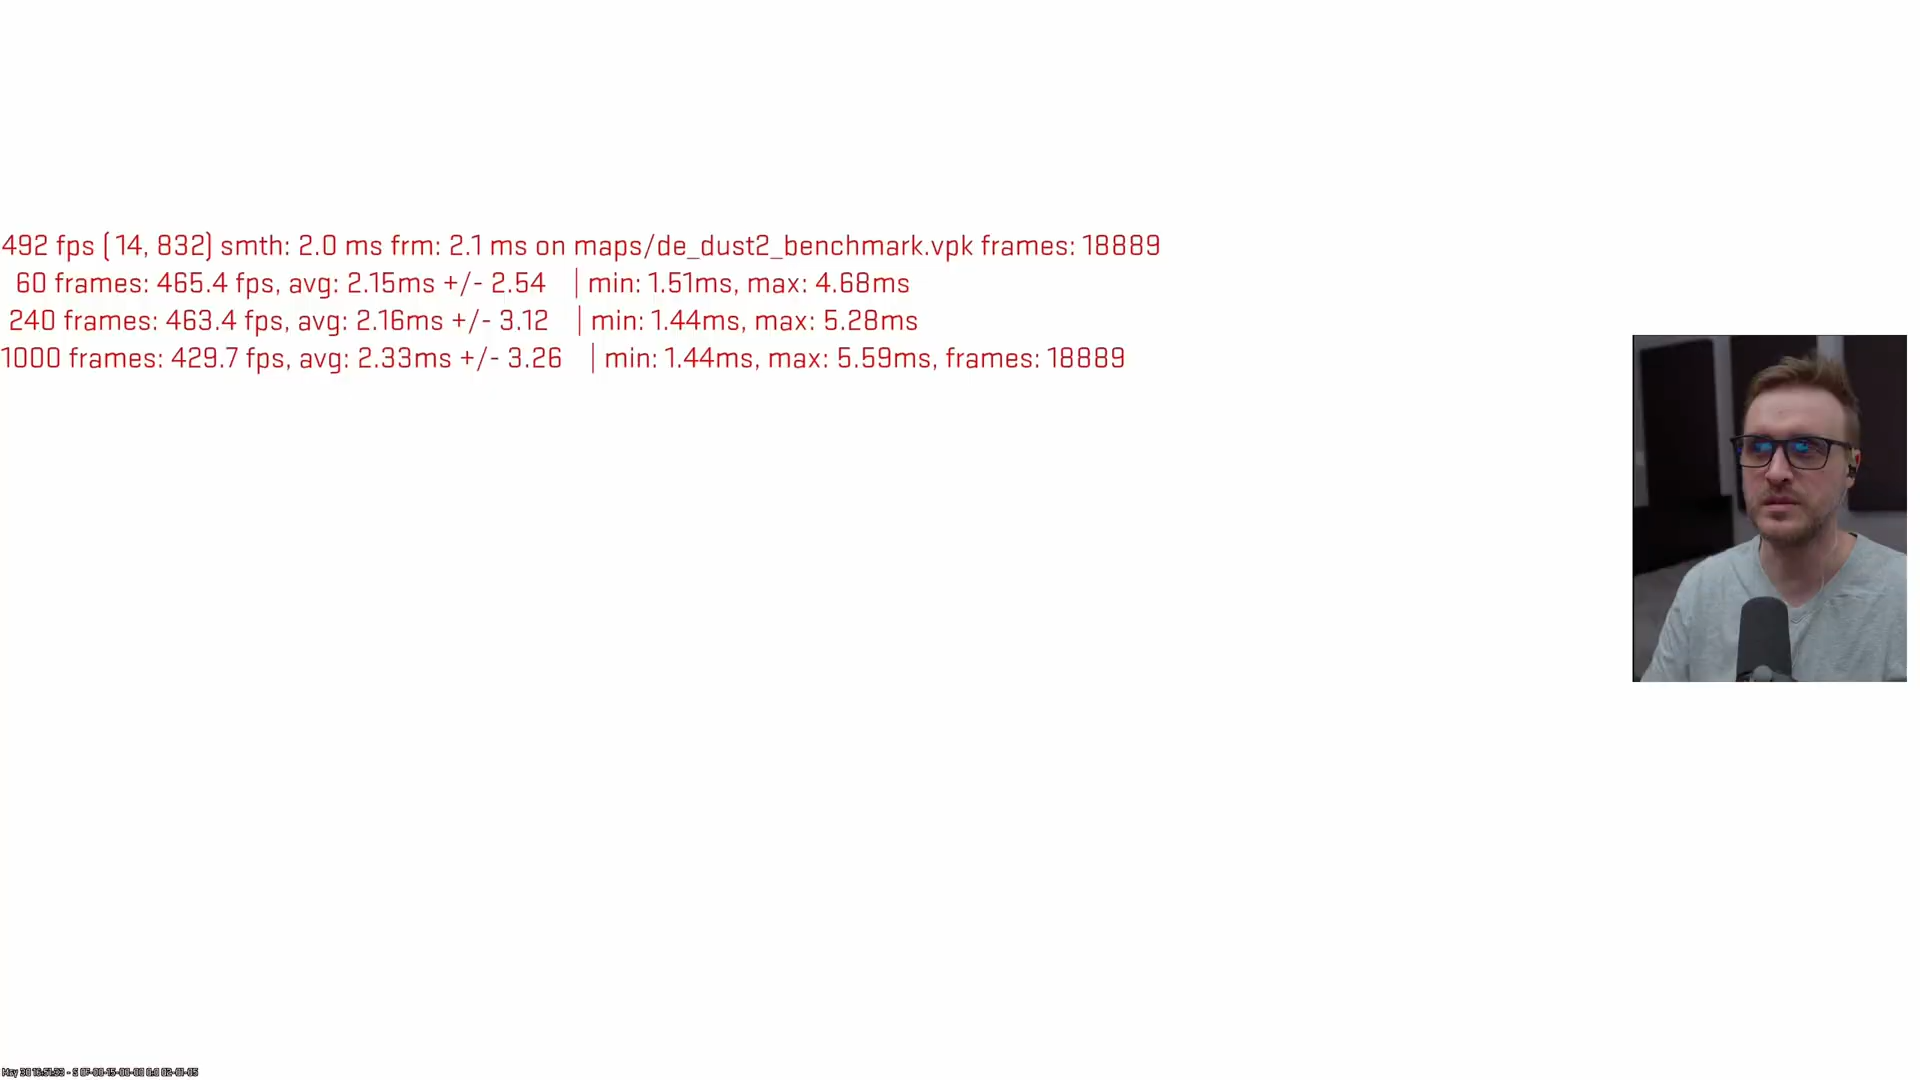 492 fps (14, 832) smth: 2.0 ms frm: 2.1 ms on maps/de_dust2_benchmark.vpk frames: 18889
60 frames: 465.4 fps, avg: 2.15ms +/- 2.54 | min: 1.51ms, max: 4.68ms
240 frames: 463.4 fps, avg: 2.16ms +/- 3.12 | min: 1.44ms, max: 5.28ms
1000 frames: 429.7 fps, avg: 2.33ms +/- 3.26 | min: 1.44ms, max: 5.59ms, frames: 18889
May 30